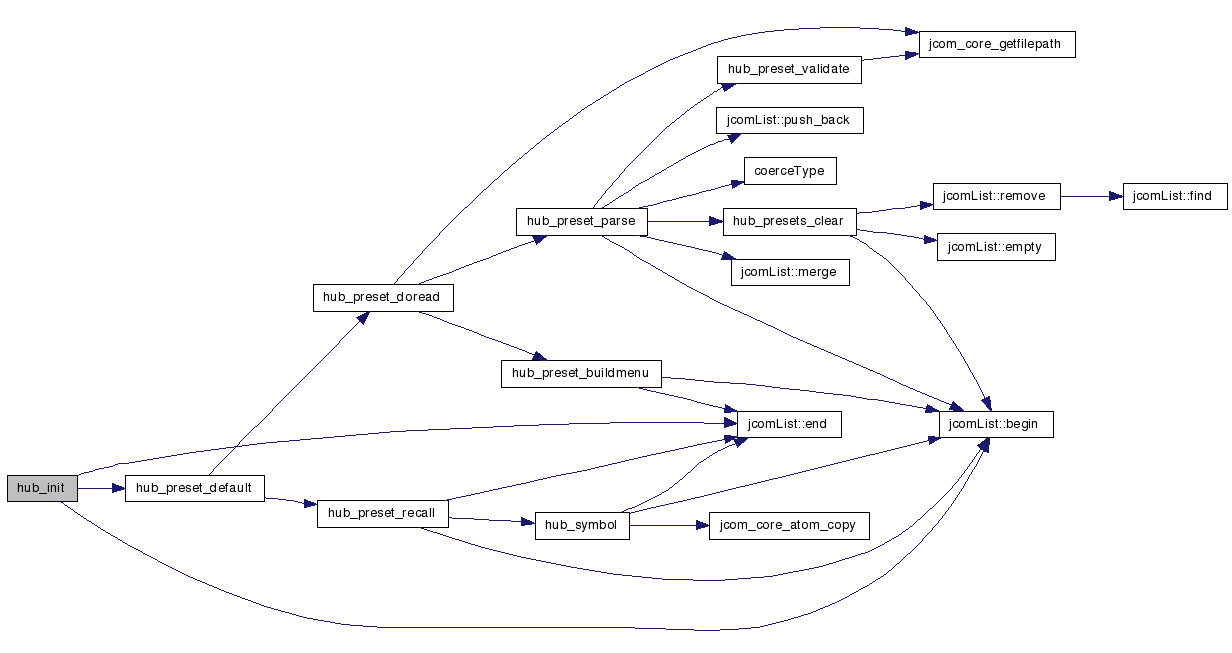 jcom_core_getfilepath
hub_preset_validate
jcomList::push_back
coerceType
jcomList::remove
jcomList::find
hub_preset_parse
hub_presets_clear
jcomList::empty
jcomList::merge
hub_preset_doread
hub_preset_buildmenu
jcomList::end
jcomList::begin
hub_init
hub_preset_default
hub_preset_recall
hub_symbol
jcom_core_atom_copy